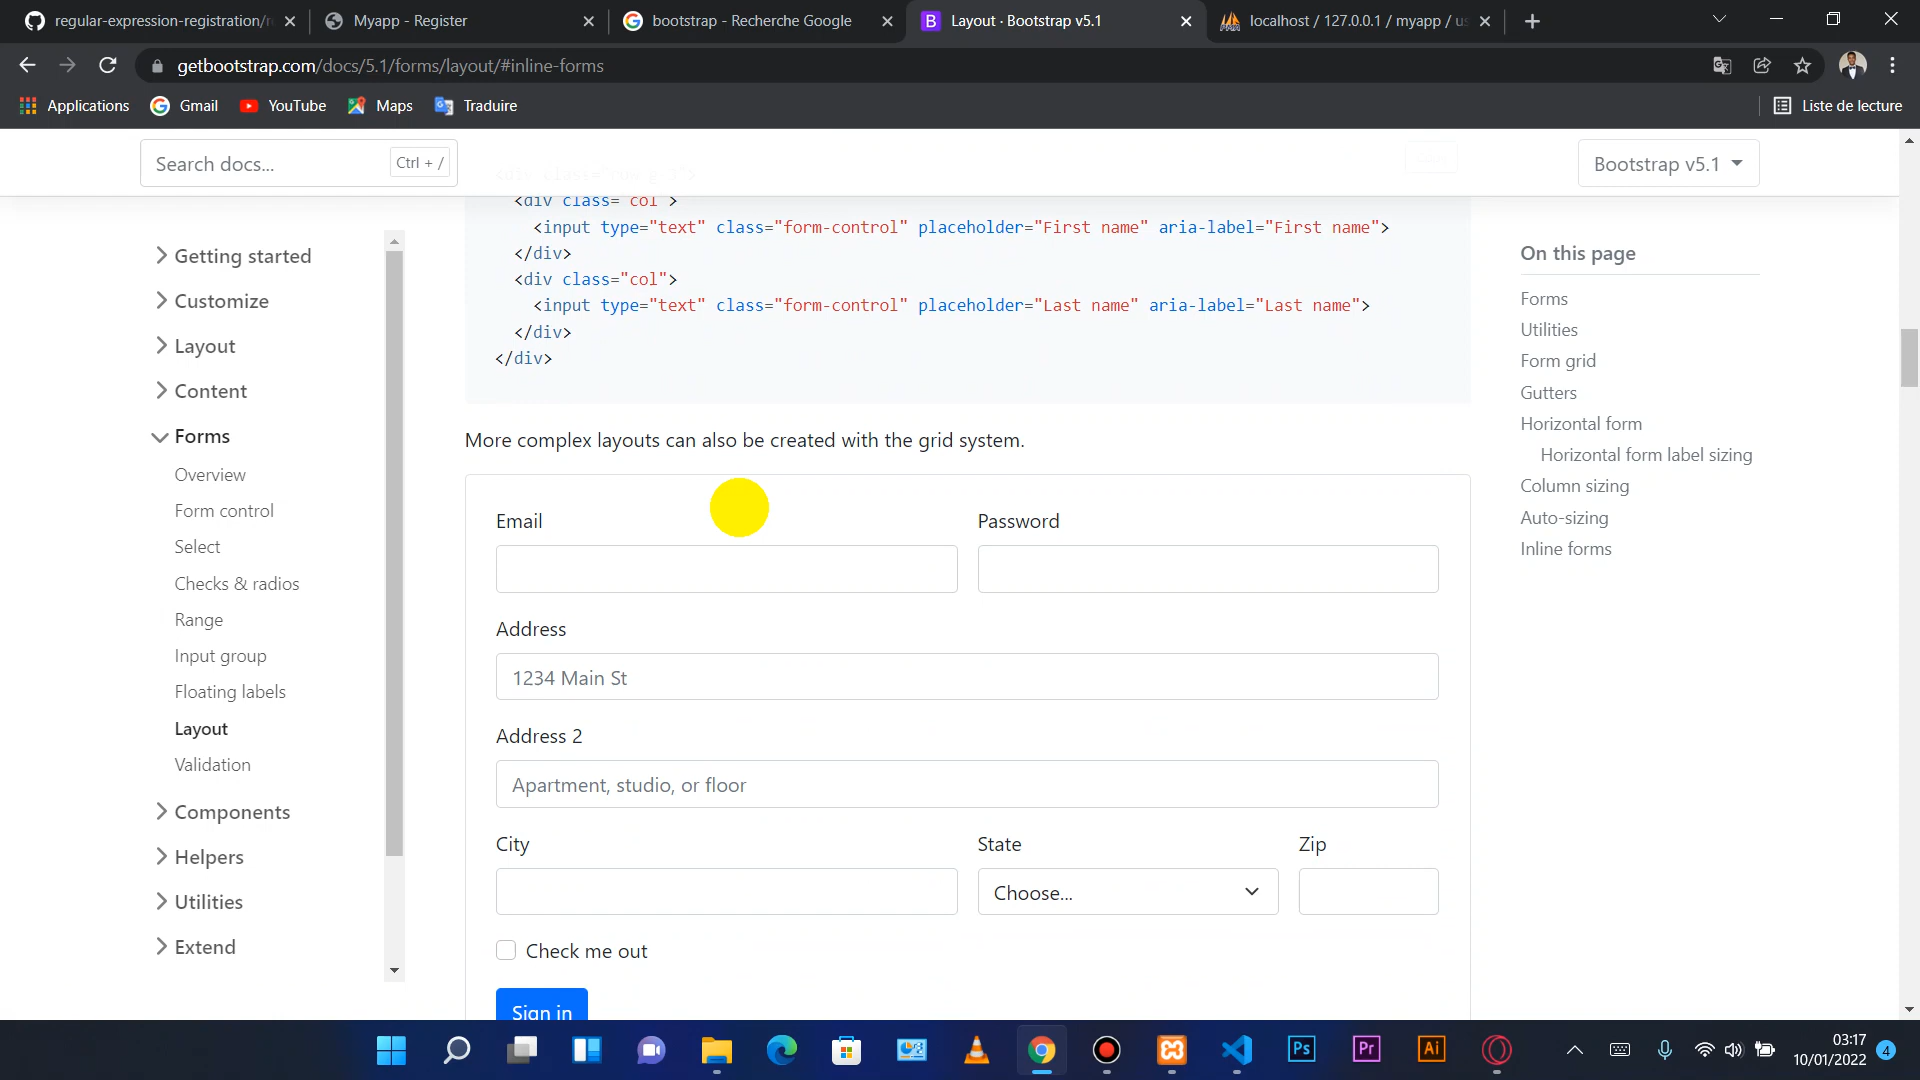 regular-expression-registration/r
Myapp - Register
bootstrap - Recherche Google
Layout · Bootstrap v5.1
localhost / 127.0.0.1 / myapp / us
getbootstrap.com/docs/5.1/forms/layout/#inline-forms
Applications
Gmail
YouTube
Maps
Traduire
Liste de lecture
Search docs...
Ctrl + /
Bootstrap v5.1
<div class="col">
<input type="text" class="form-control" placeholder="First name" aria-label="First name">
</div>
<div class="col">
<input type="text" class="form-control" placeholder="Last name" aria-label="Last name">
</div>
</div>
More complex layouts can also be created with the grid system.
Email
Password
Address
1234 Main St
Address 2
Apartment, studio, or floor
City
State
Zip
Choose...
Check me out
Sign in
Getting started
Customize
Layout
Content
Forms
Overview
Form control
Select
Checks & radios
Range
Input group
Floating labels
Layout
Validation
Components
Helpers
Utilities
Extend
On this page
Forms
Utilities
Form grid
Gutters
Horizontal form
Horizontal form label sizing
Column sizing
Auto-sizing
Inline forms
Ps
Pr
Ai
03:17
10/01/2022
4